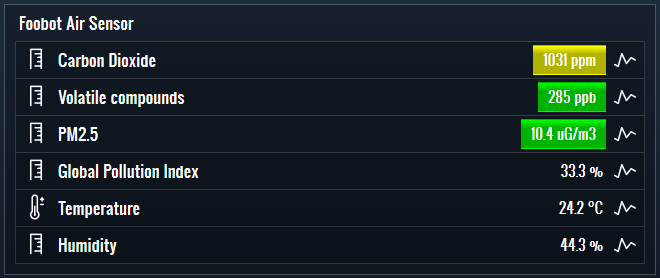 Foobot Air Sensor
Carbon Dioxide 1031 ppm
Volatile compounds 285 ppb
PM2.5 10.4 uG/m3
Global Pollution Index 33.3 %
Temperature 24.2 °C
Humidity 44.3 %